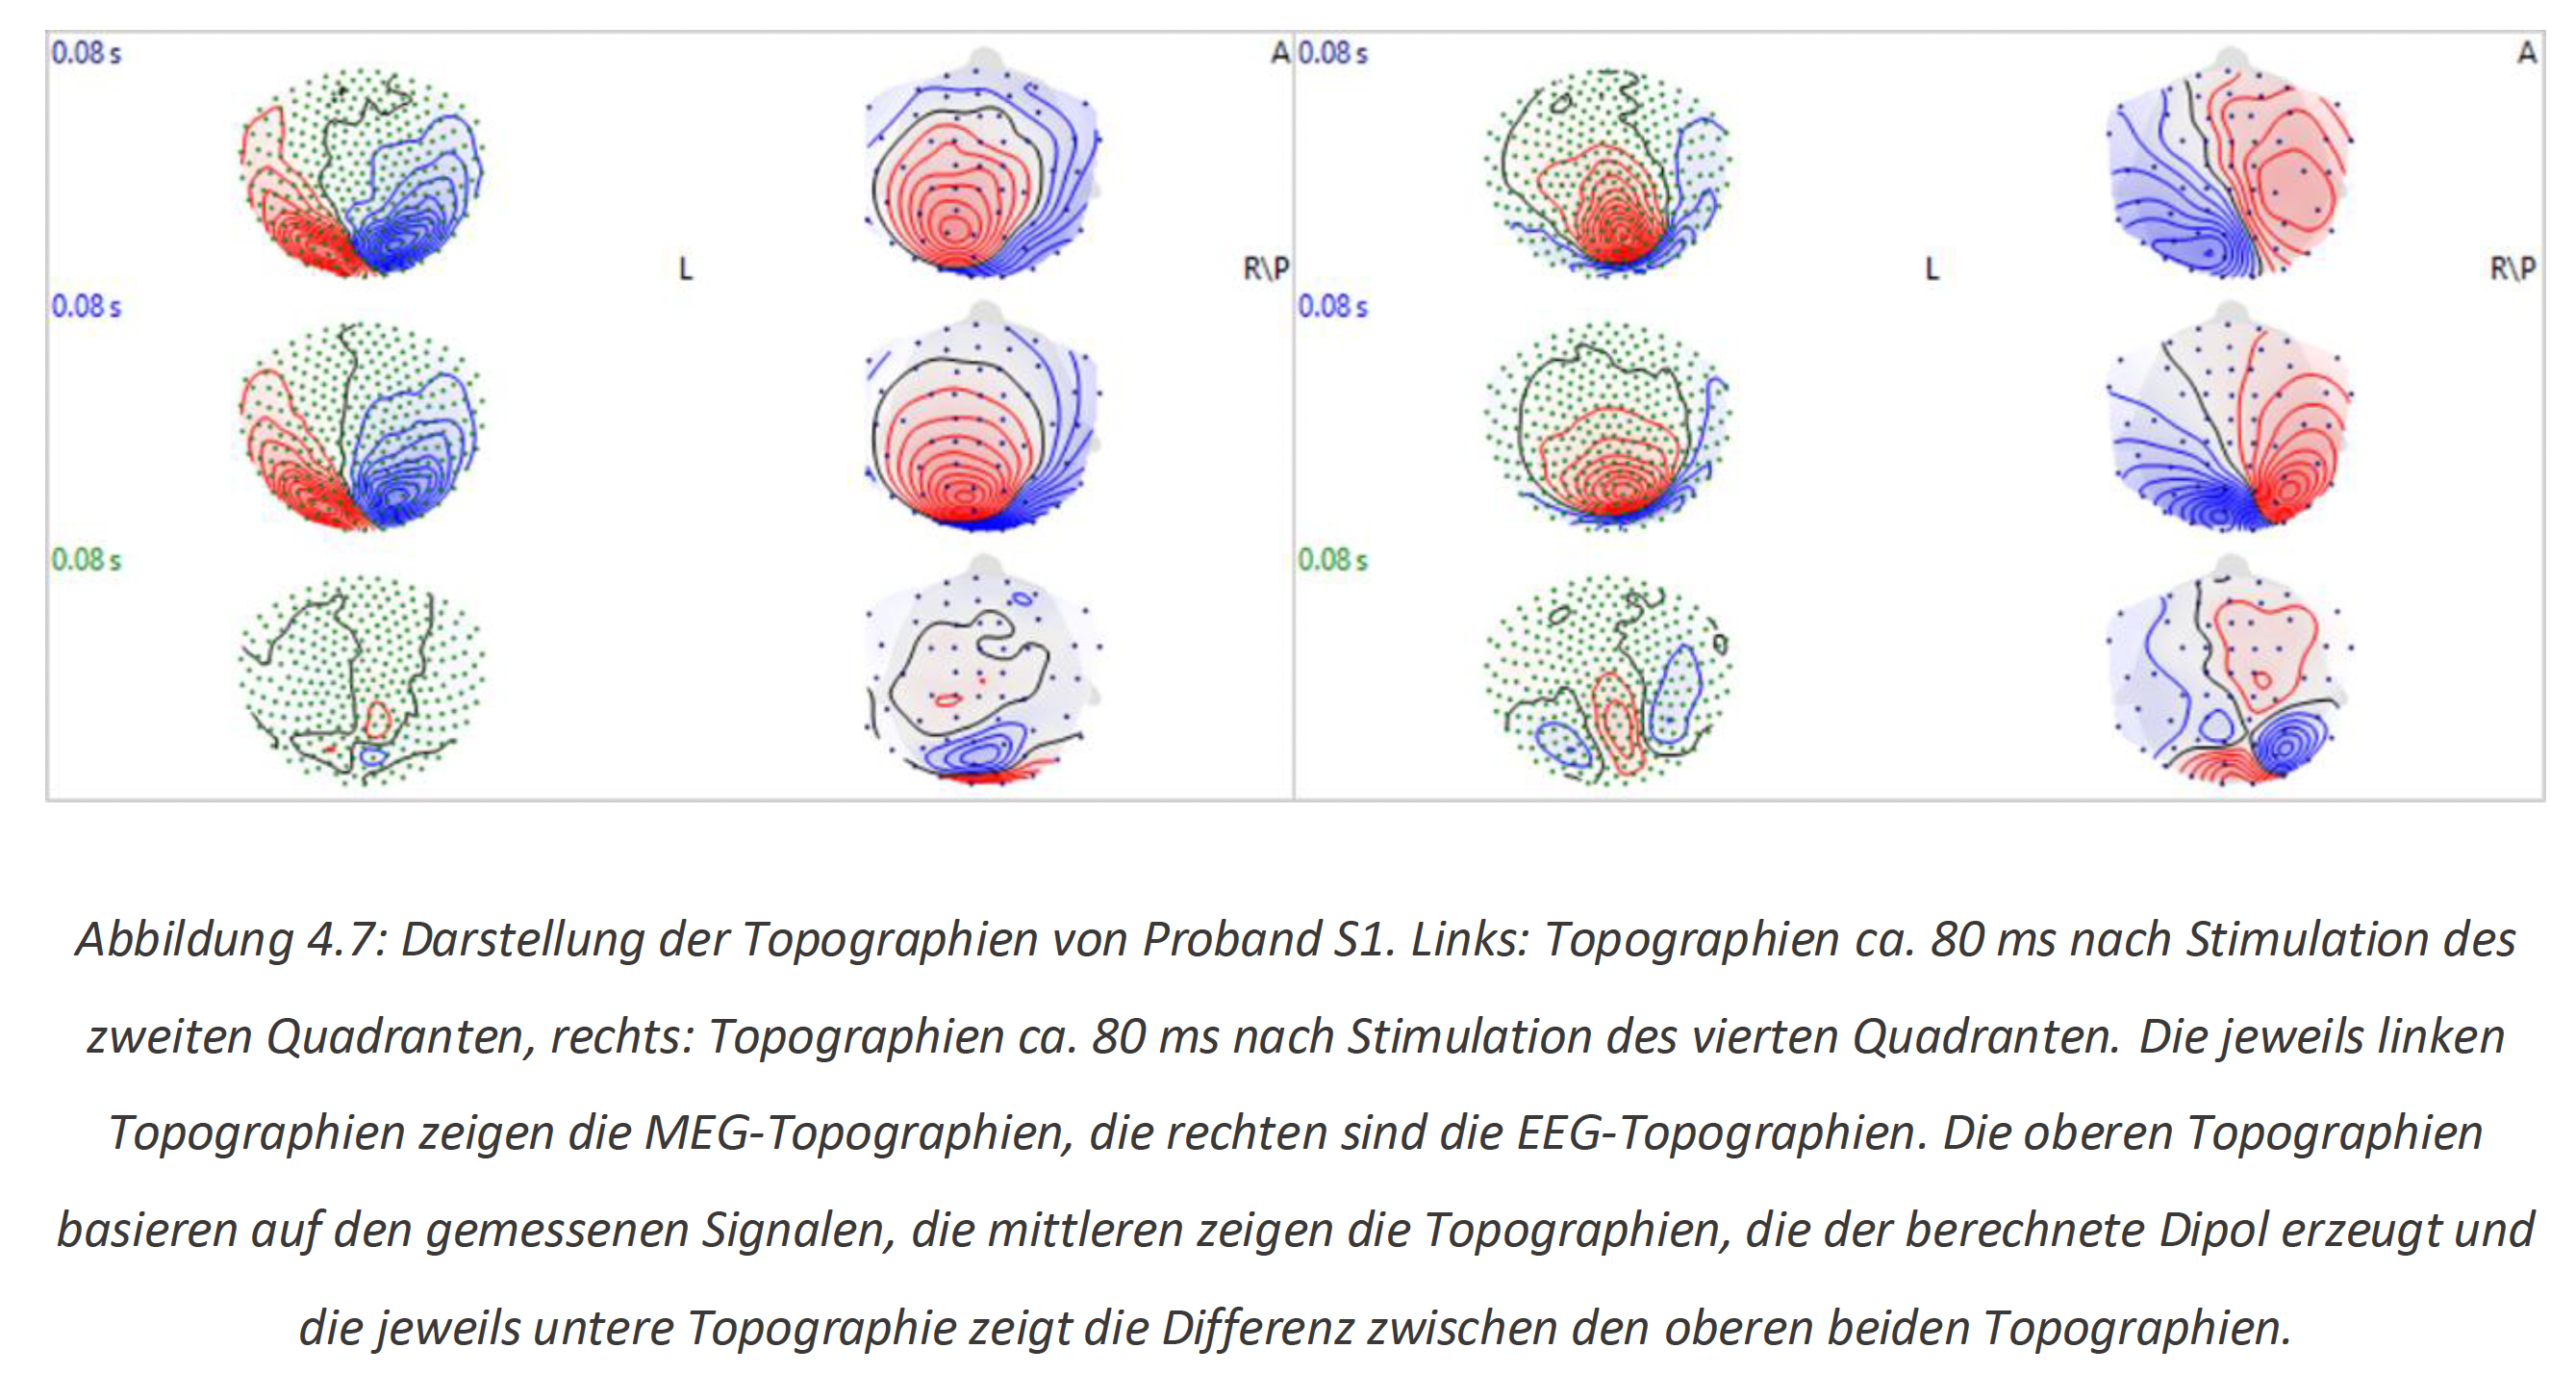 0.08 s A 0.08 s A
L R\P L R\P
0.08 s 0.08 s
0.08 s 0.08 s
Abbildung 4.7: Darstellung der Topographien von Proband S1. Links: Topographien ca. 80 ms nach Stimulation des
zweiten Quadranten, rechts: Topographien ca. 80 ms nach Stimulation des vierten Quadranten. Die jeweils linken
Topographien zeigen die MEG-Topographien, die rechten sind die EEG-Topographien. Die oberen Topographien
basieren auf den gemessenen Signalen, die mittleren zeigen die Topographien, die der berechnete Dipol erzeugt und
die jeweils untere Topographie zeigt die Differenz zwischen den oberen beiden Topographien.